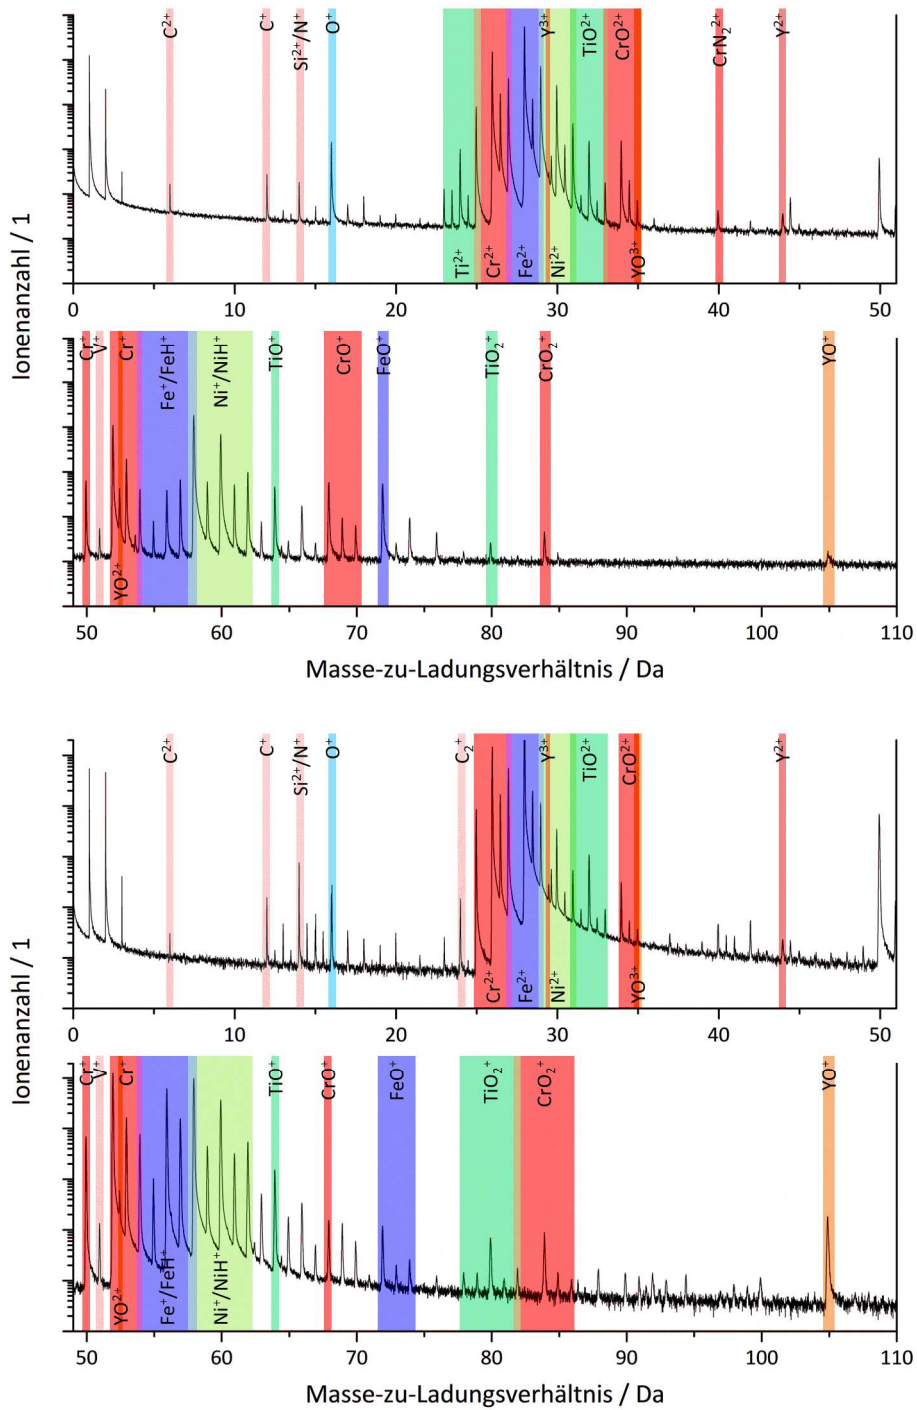 C²⁺ C⁺ Si²⁺/N⁺ O⁺ Y³⁺ TiO²⁺ CrO²⁺ CrN₂²⁺ Y²⁺
Ti²⁺ Cr²⁺ Fe²⁺ Ni²⁺ YO³⁺
0 10 20 30 40 50
Ionenanzahl / 1
Cr⁺ V⁺ Cr⁺ Fe⁺/FeH⁺ Ni⁺/NiH⁺ TiO⁺ CrO⁺ FeO⁺ TiO₂⁺ CrO₂⁺ YO⁺
YO²⁺
50 60 70 80 90 100 110
Masse-zu-Ladungsverhältnis / Da
C²⁺ C⁺ Si²⁺/N⁺ O⁺ C₂⁺ Y³⁺ TiO²⁺ CrO²⁺ Y²⁺
Cr²⁺ Fe²⁺ Ni²⁺ YO³⁺
0 10 20 30 40 50
Ionenanzahl / 1
Cr⁺ V⁺ Cr⁺ TiO⁺ CrO⁺ FeO⁺ TiO₂⁺ CrO₂⁺ YO⁺
YO²⁺ Fe⁺/FeH⁺ Ni⁺/NiH⁺
50 60 70 80 90 100 110
Masse-zu-Ladungsverhältnis / Da